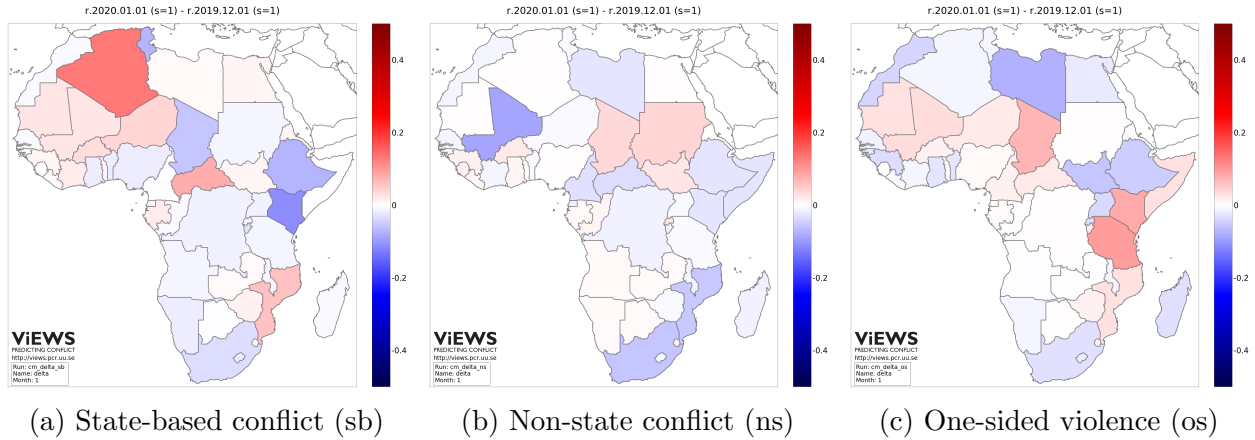 r.2020.01.01 (s=1) - r.2019.12.01 (s=1)
0.4
0.2
0
-0.2
-0.4
ViEWS
PREDICTING CONFLICT
http://views.pcr.uu.se
Run: cm_delta_sb
Name: delta
Month: 1
(a) State-based conflict (sb)
r.2020.01.01 (s=1) - r.2019.12.01 (s=1)
0.4
0.2
0
-0.2
-0.4
ViEWS
PREDICTING CONFLICT
http://views.pcr.uu.se
Run: cm_delta_ns
Name: delta
Month: 1
(b) Non-state conflict (ns)
r.2020.01.01 (s=1) - r.2019.12.01 (s=1)
0.4
0.2
0
-0.2
-0.4
ViEWS
PREDICTING CONFLICT
http://views.pcr.uu.se
Run: cm_delta_os
Name: delta
Month: 1
(c) One-sided violence (os)